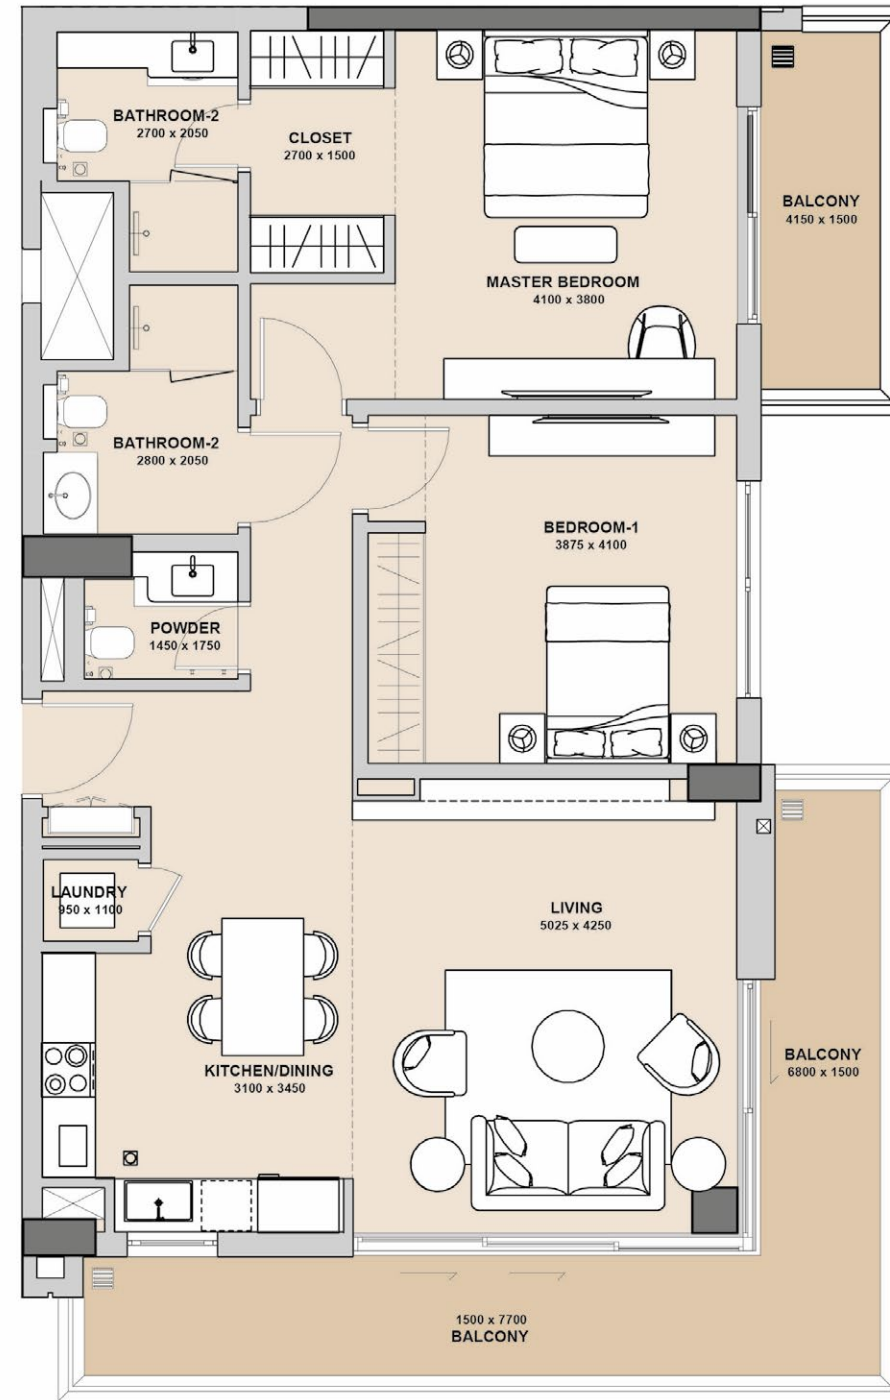 BATHROOM-2
2700 x 2050
CLOSET
2700 x 1500
BALCONY
4150 x 1500
MASTER BEDROOM
4100 x 3800
BATHROOM-2
2800 x 2050
BEDROOM-1
3875 x 4100
POWDER
1450 x 1750
LAUNDRY
950 x 1100
LIVING
5025 x 4250
KITCHEN/DINING
3100 x 3450
BALCONY
6800 x 1500
1500 x 7700
BALCONY